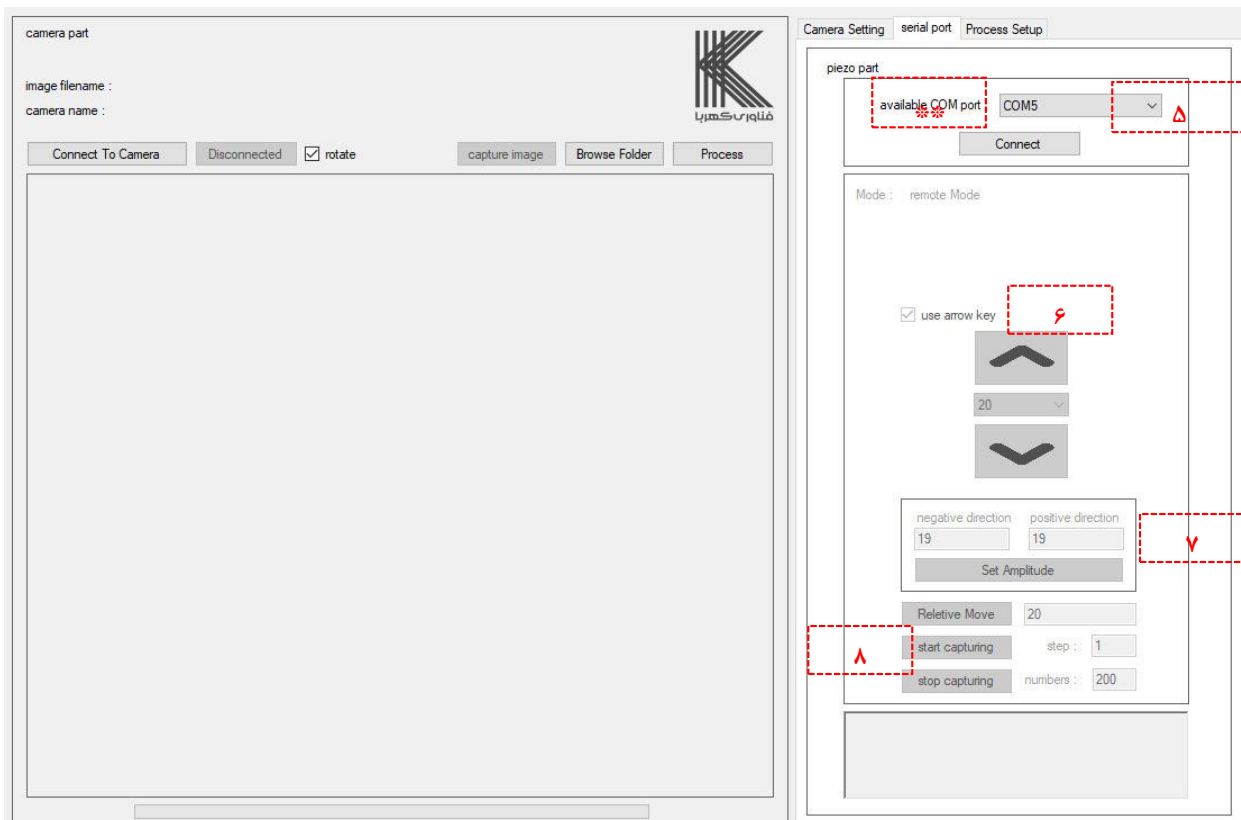 camera part
image filename :
camera name :
فناوری کهربا
Connect To Camera Disconnected rotate capture image Browse Folder Process
Camera Setting serial port Process Setup
piezo part
available COM port COM5
**
۵
Connect
Mode : remote Mode
use arrow key
۶
20
negative direction positive direction
19 19
۷
Set Amplitude
Reletive Move 20
start capturing step : 1
۸
stop capturing numbers : 200